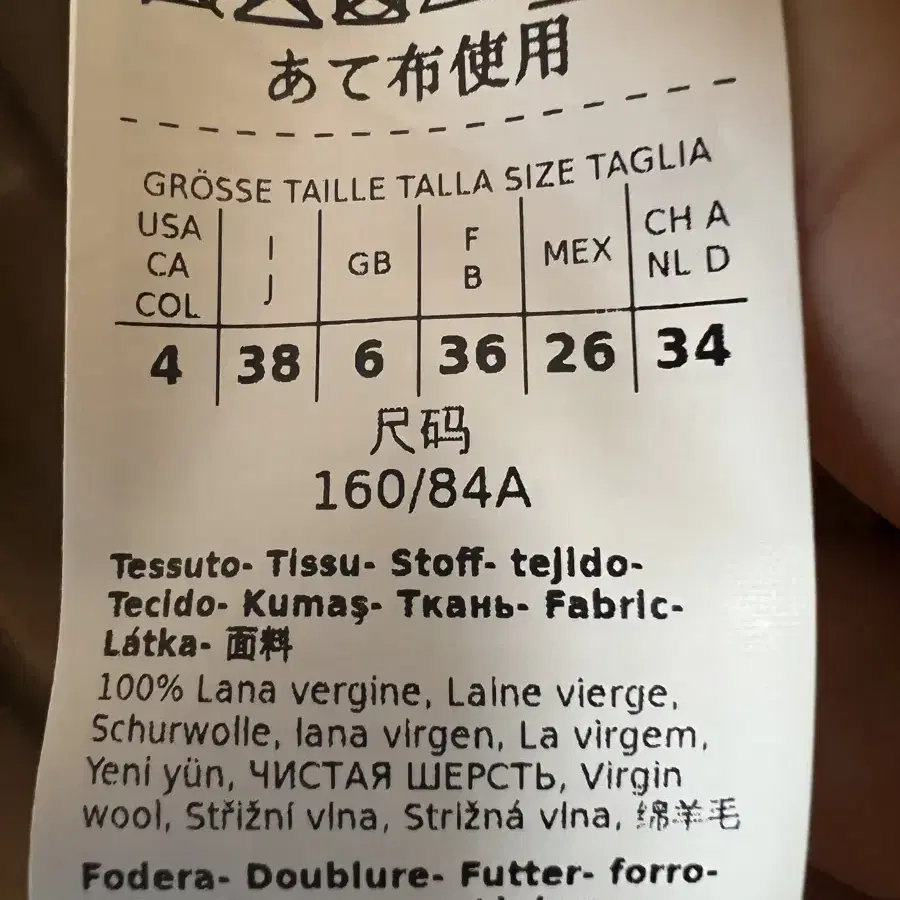 あて布使用
GRÖSSE TAILLE TALLA SIZE TAGLIA
USA CA COL | I J | GB | F B | MEX | CH A NL D
4 | 38 | 6 | 36 | 26 | 34
尺码
160/84A
Tessuto- Tissu- Stoff- tejido-
Tecido- Kumaş- Ткань- Fabric-
Látka- 面料
100% Lana vergine, Laine vierge,
Schurwolle, lana virgen, La virgem,
Yeni yün, ЧИСТАЯ ШЕРСТЬ, Virgin
wool, Střižní vlna, Strižná vlna, 绵羊毛
Fodera- Doublure- Futter- forro-